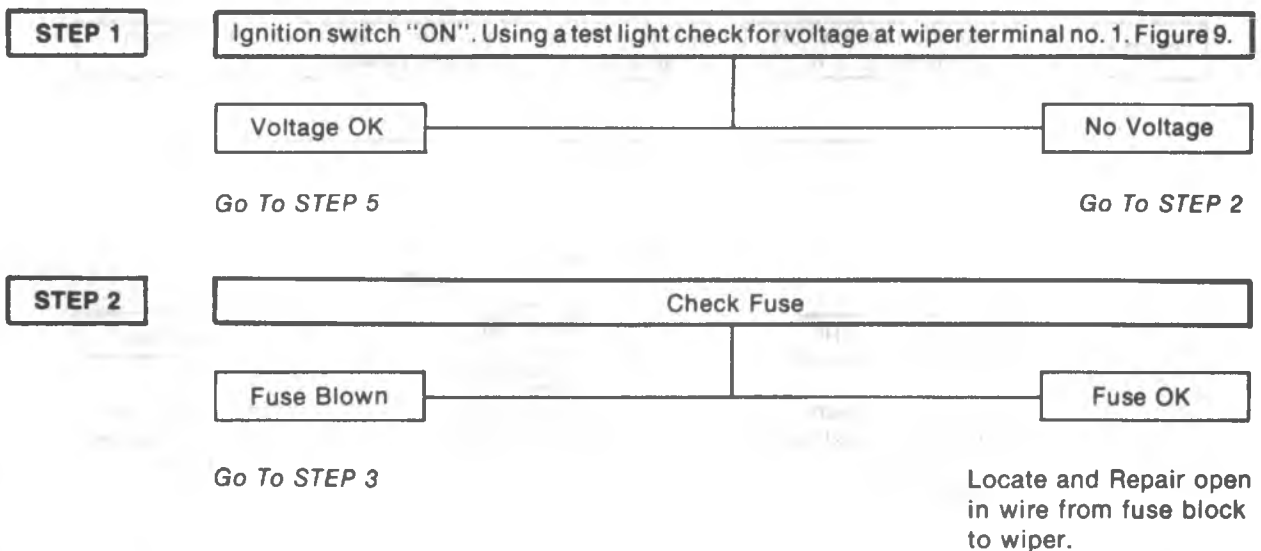 STEP 1
Ignition switch "ON". Using a test light check for voltage at wiper terminal no. 1. Figure 9.
Voltage OK
No Voltage
Go To STEP 5
Go To STEP 2
STEP 2
Check Fuse
Fuse Blown
Fuse OK
Go To STEP 3
Locate and Repair open
in wire from fuse block
to wiper.